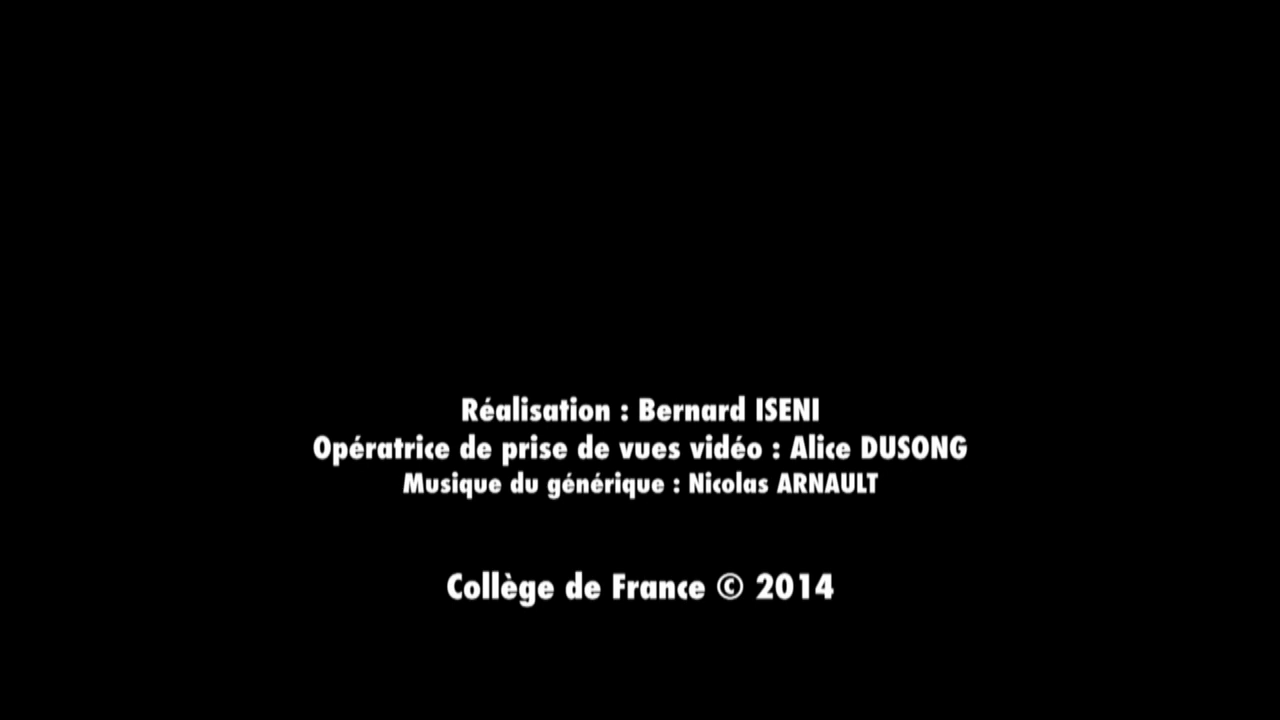 Réalisation : Bernard ISENI
Opératrice de prise de vues vidéo : Alice DUSONG
Musique du générique : Nicolas ARNAULT
Collège de France © 2014